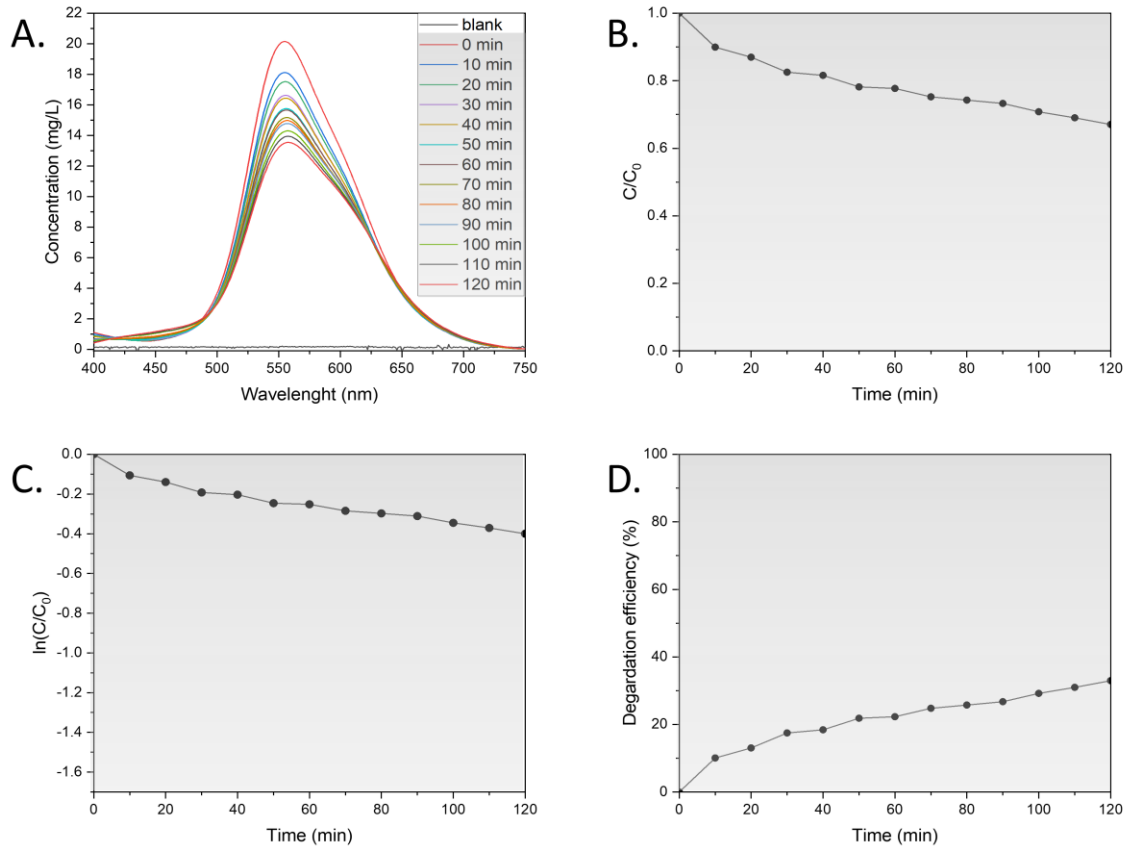 A.
Concentration (mg/L)
22
20
18
16
14
12
10
8
6
4
2
0
400
450
500
550
600
650
700
750
Wavelenght (nm)
blank
0 min
10 min
20 min
30 min
40 min
50 min
60 min
70 min
80 min
90 min
100 min
110 min
120 min
B.
C/C₀
1.0
0.8
0.6
0.4
0.2
0.0
0
20
40
60
80
100
120
Time (min)
C.
ln(C/C₀)
0.0
-0.2
-0.4
-0.6
-0.8
-1.0
-1.2
-1.4
-1.6
0
20
40
60
80
100
120
Time (min)
D.
Degardation efficiency (%)
100
80
60
40
20
0
0
20
40
60
80
100
120
Time (min)